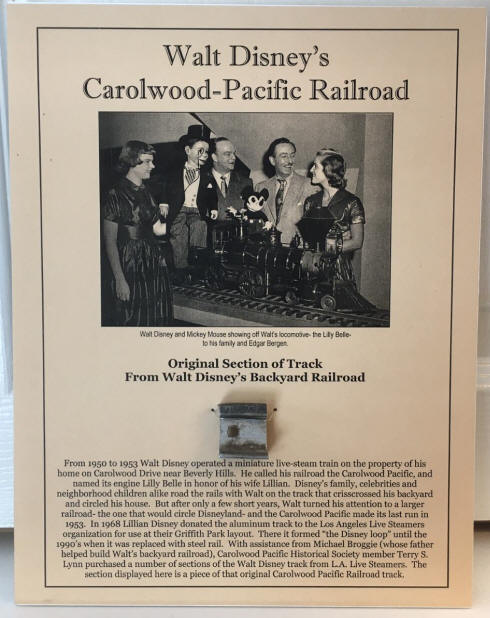 Walt Disney's
Carolwood-Pacific Railroad
Walt Disney and Mickey Mouse showing off Walt's locomotive- the Lilly Belle-
to his family and Edgar Bergen.
Original Section of Track
From Walt Disney's Backyard Railroad
From 1950 to 1953 Walt Disney operated a miniature live-steam train on the property of his
home on Carolwood Drive near Beverly Hills. He called his railroad the Carolwood Pacific, and
named its engine Lilly Belle in honor of his wife Lillian. Disney's family, celebrities and
neighborhood children alike road the rails with Walt on the track that crisscrossed his backyard
and circled his house. But after only a few short years, Walt turned his attention to a larger
railroad- the one that would circle Disneyland- and the Carolwood Pacific made its last run in
1953. In 1968 Lillian Disney donated the aluminum track to the Los Angeles Live Steamers
organization for use at their Griffith Park layout. There it formed "the Disney loop" until the
1990's when it was replaced with steel rail. With assistance from Michael Broggie (whose father
helped build Walt's backyard railroad), Carolwood Pacific Historical Society member Terry S.
Lynn purchased a number of sections of the Walt Disney track from L.A. Live Steamers. The
section displayed here is a piece of that original Carolwood Pacific Railroad track.